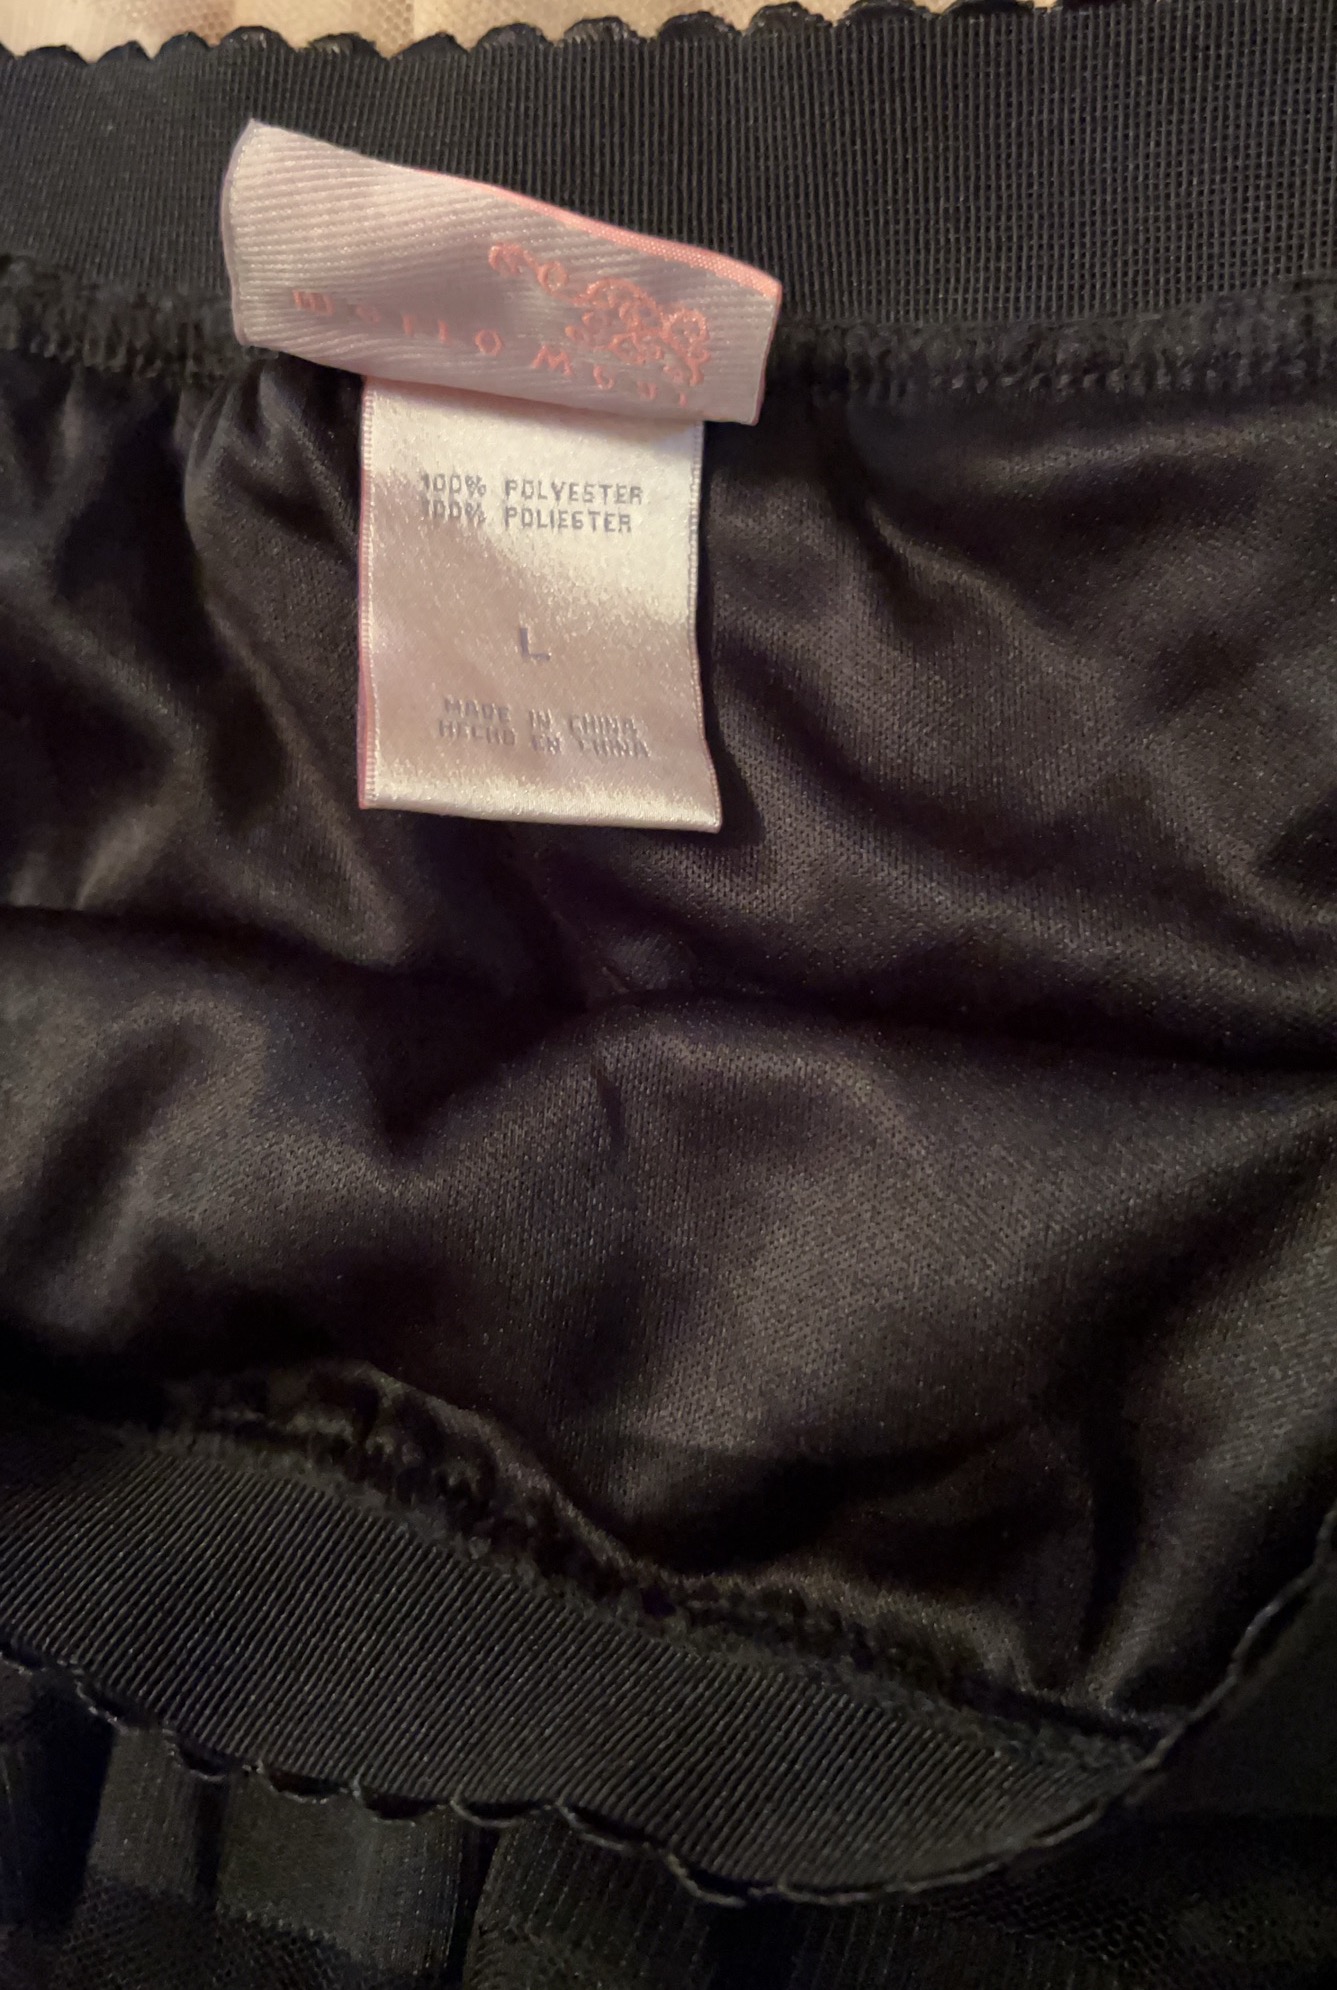 100% POLYESTER
100% POLIESTER
L
MADE IN CHINA
HECHO EN CHINA